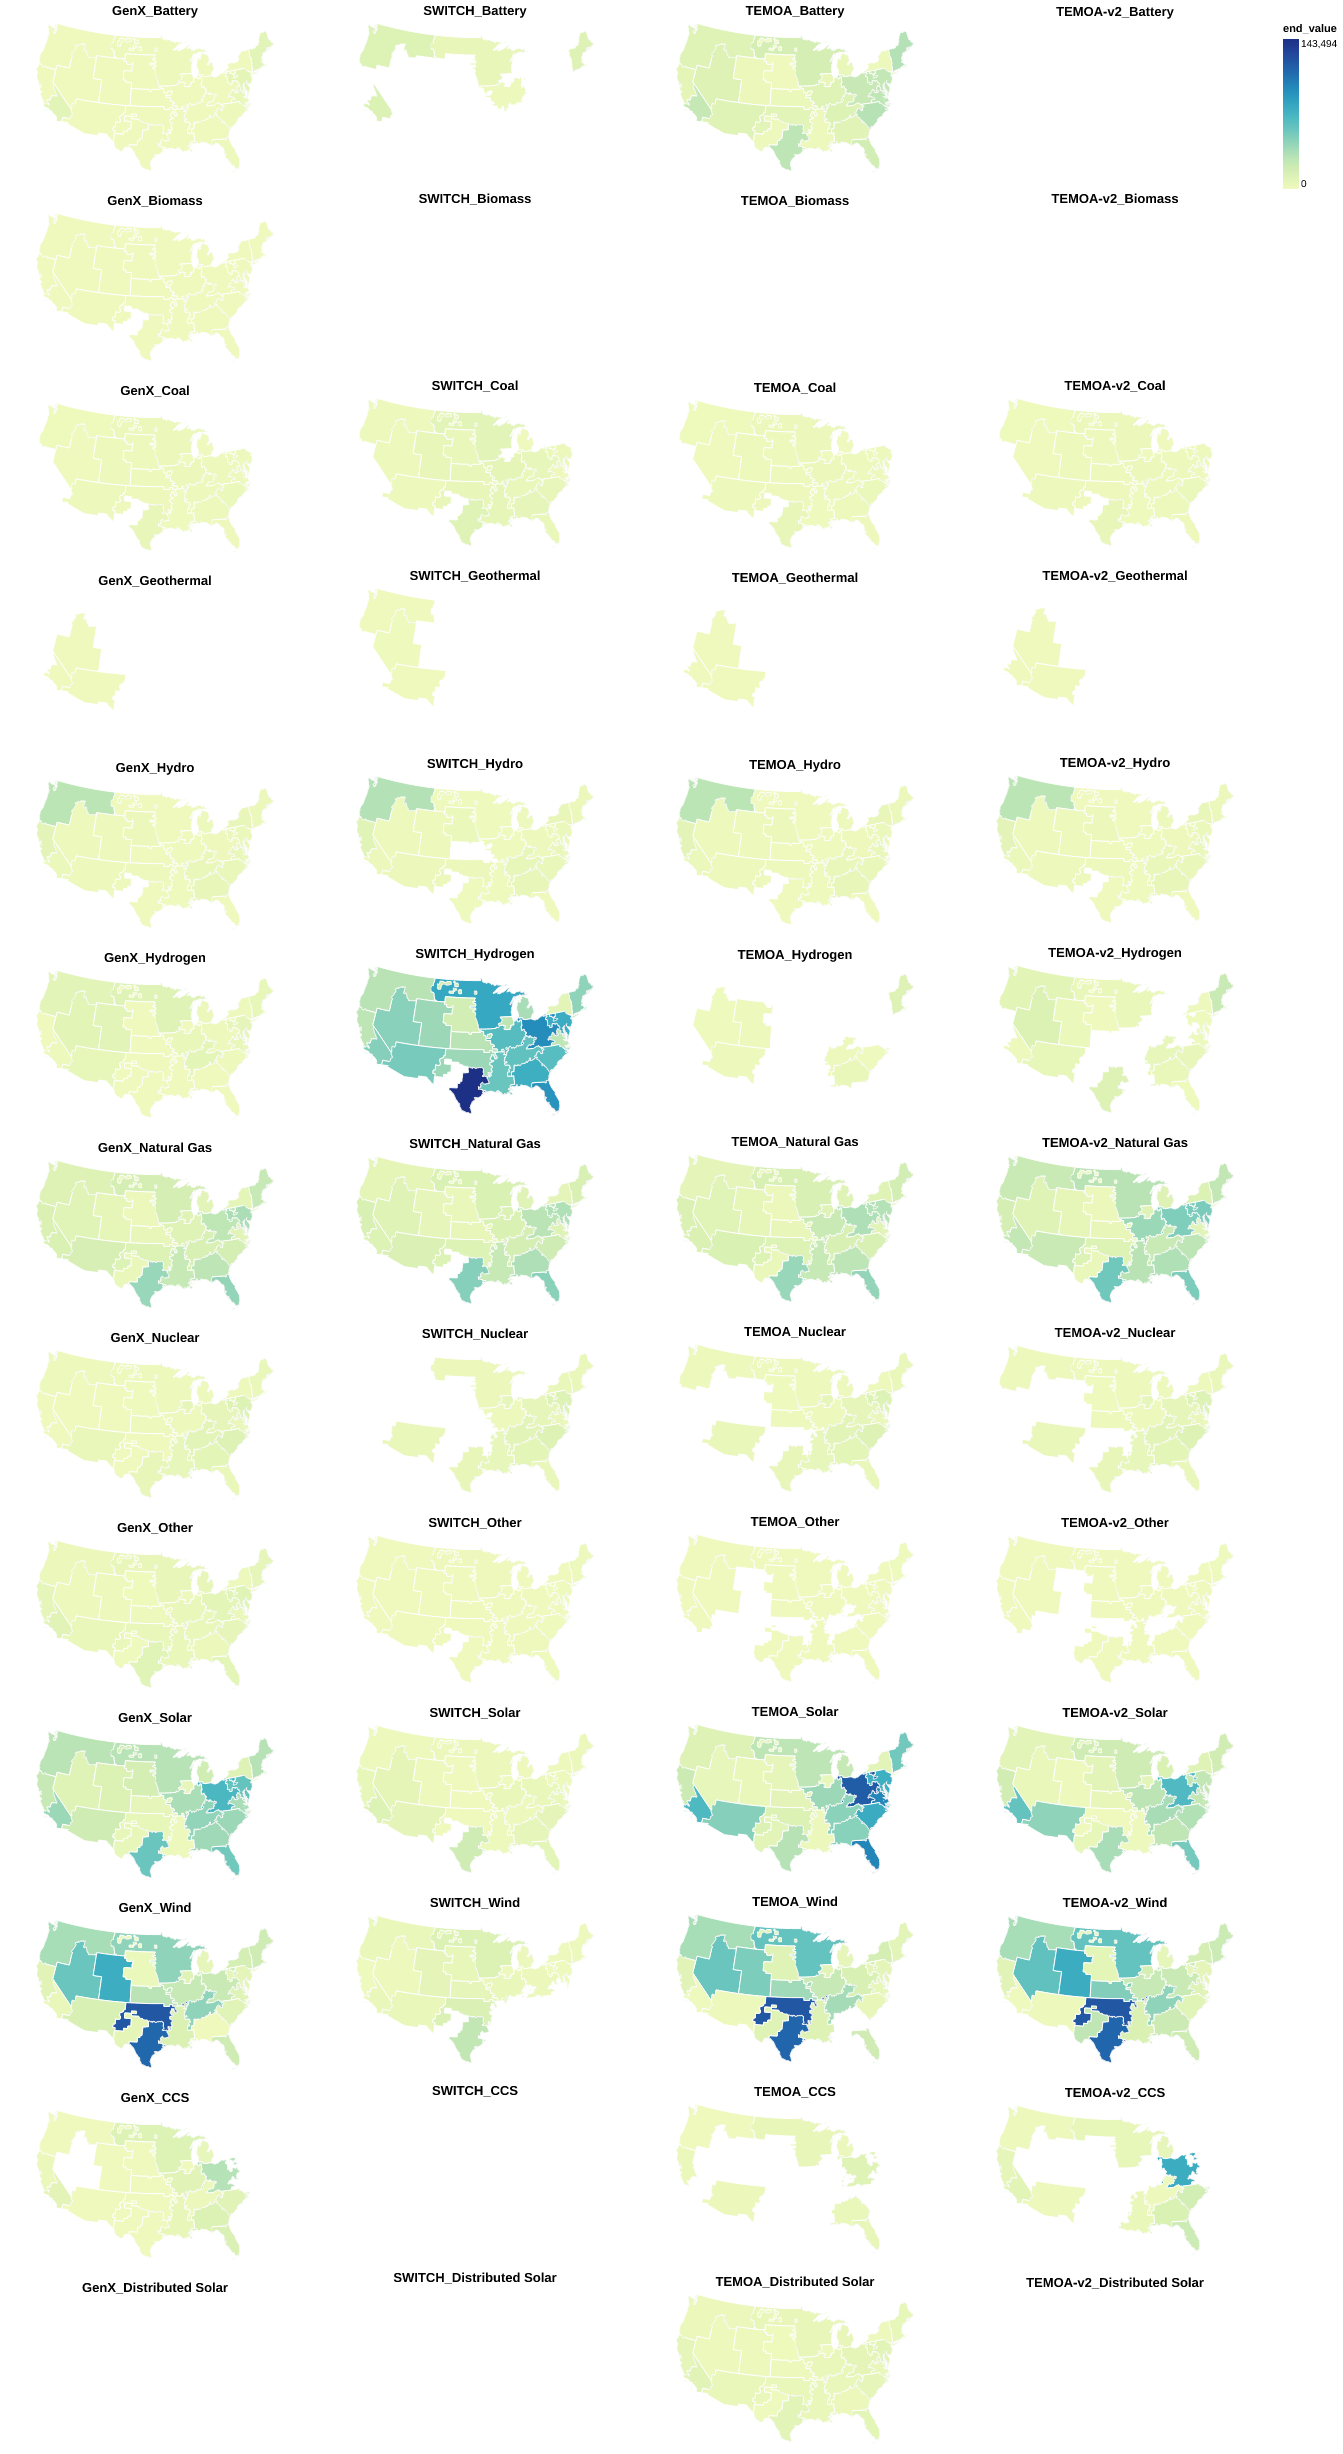 GenX_Battery
SWITCH_Battery
TEMOA_Battery
TEMOA-v2_Battery
end_value
143,494
0
GenX_Biomass
SWITCH_Biomass
TEMOA_Biomass
TEMOA-v2_Biomass
GenX_Coal
SWITCH_Coal
TEMOA_Coal
TEMOA-v2_Coal
GenX_Geothermal
SWITCH_Geothermal
TEMOA_Geothermal
TEMOA-v2_Geothermal
GenX_Hydro
SWITCH_Hydro
TEMOA_Hydro
TEMOA-v2_Hydro
GenX_Hydrogen
SWITCH_Hydrogen
TEMOA_Hydrogen
TEMOA-v2_Hydrogen
GenX_Natural Gas
SWITCH_Natural Gas
TEMOA_Natural Gas
TEMOA-v2_Natural Gas
GenX_Nuclear
SWITCH_Nuclear
TEMOA_Nuclear
TEMOA-v2_Nuclear
GenX_Other
SWITCH_Other
TEMOA_Other
TEMOA-v2_Other
GenX_Solar
SWITCH_Solar
TEMOA_Solar
TEMOA-v2_Solar
GenX_Wind
SWITCH_Wind
TEMOA_Wind
TEMOA-v2_Wind
GenX_CCS
SWITCH_CCS
TEMOA_CCS
TEMOA-v2_CCS
GenX_Distributed Solar
SWITCH_Distributed Solar
TEMOA_Distributed Solar
TEMOA-v2_Distributed Solar